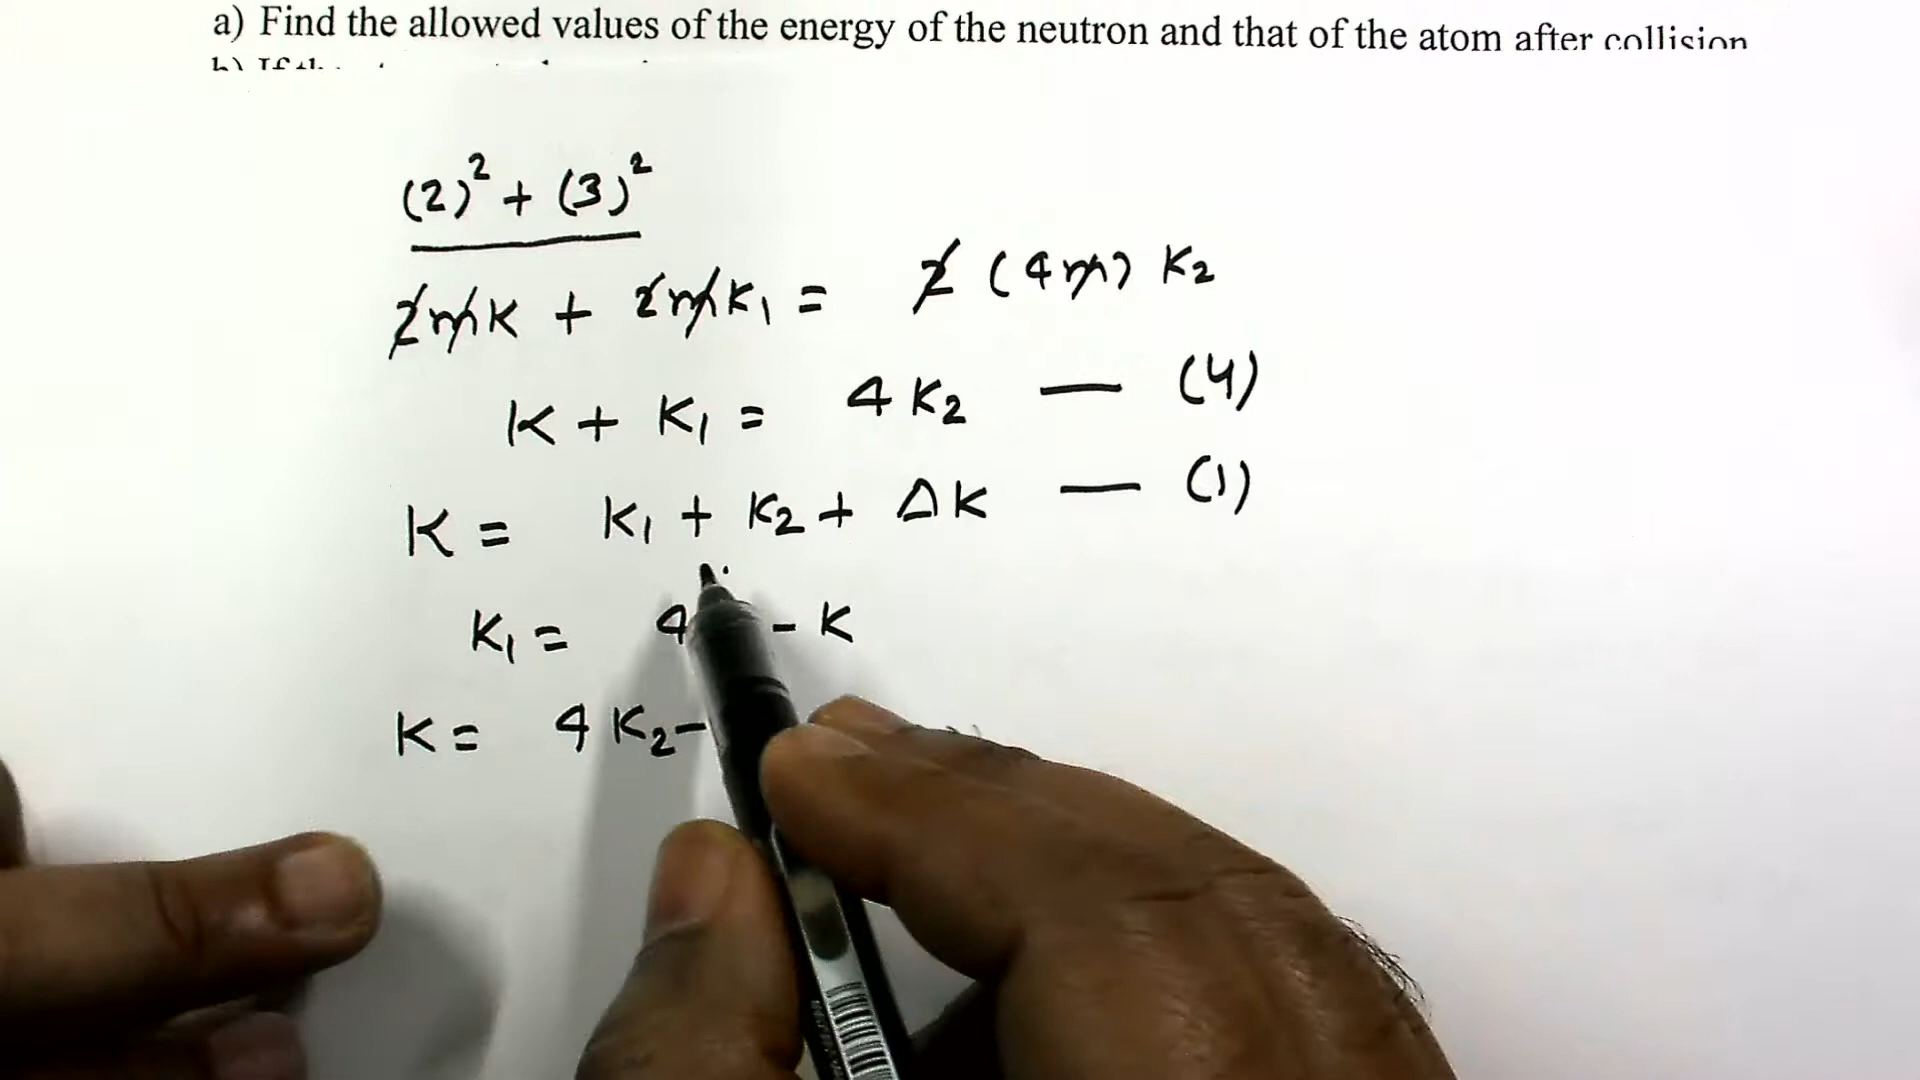 a) Find the allowed values of the energy of the neutron and that of the atom after collision
(2)² + (3)²
2mK + 2mK₁ = 2 (4m) K₂
K + K₁ = 4K₂ — (4)
K = K₁ + K₂ + ΔK — (1)
K₁ = 4 - K
K = 4K₂ -